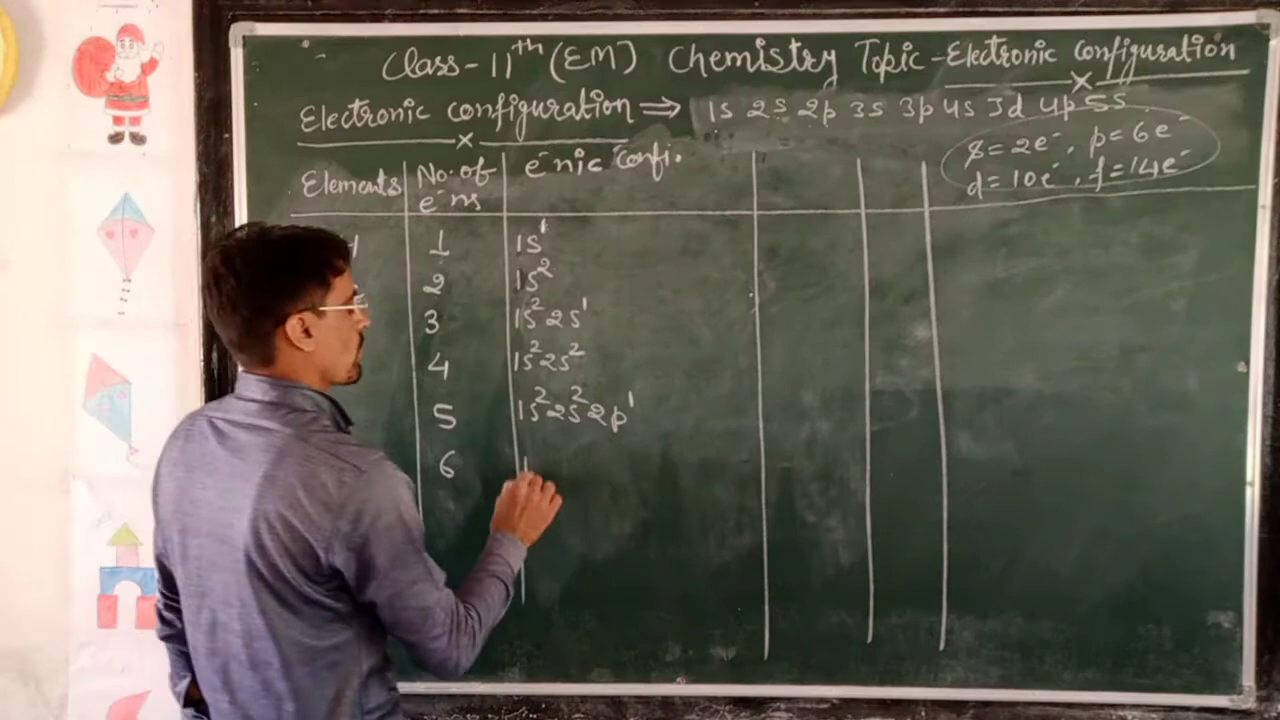 Class-11th (EM) Chemistry Topic-Electronic Configuration
Electronic configuration ⇒ 1s 2s 2p 3s 3p 4s 3d 4p 5s
s=2e⁻, p=6e⁻
d=10e⁻, f=14e⁻
Elements No. of e⁻ns e⁻nic Confi.
1 1s¹
2 1s²
3 1s² 2s¹
4 1s² 2s²
5 1s² 2s² 2p¹
6 1